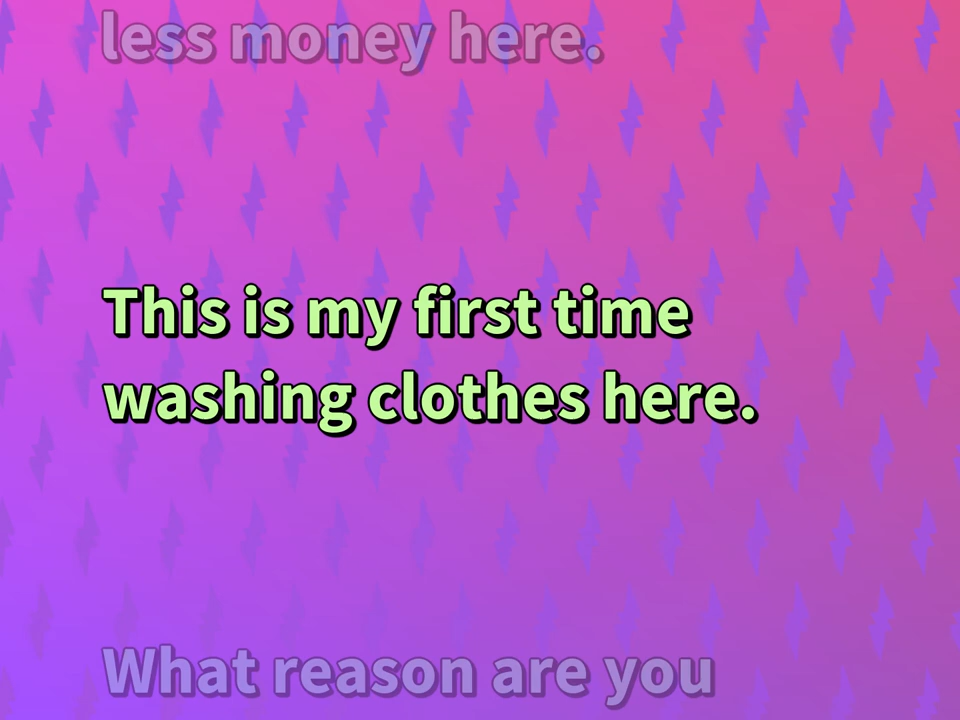 less money here.
This is my first time
washing clothes here.
What reason are you